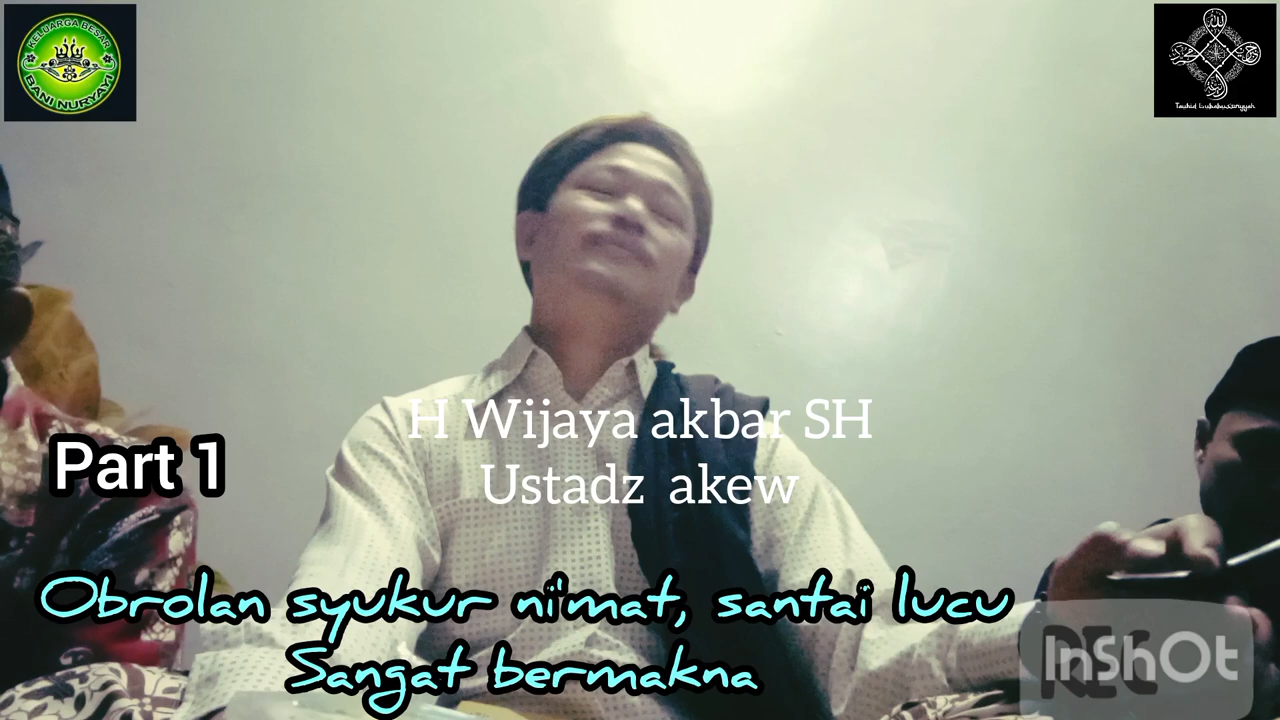 KELUARGA BESAR
BANI NURYAYI
H Wijaya akbar SH
Ustadz akew
Part 1
Obrolan syukur ni'mat, santai lucu
Sangat bermakna
InShOt